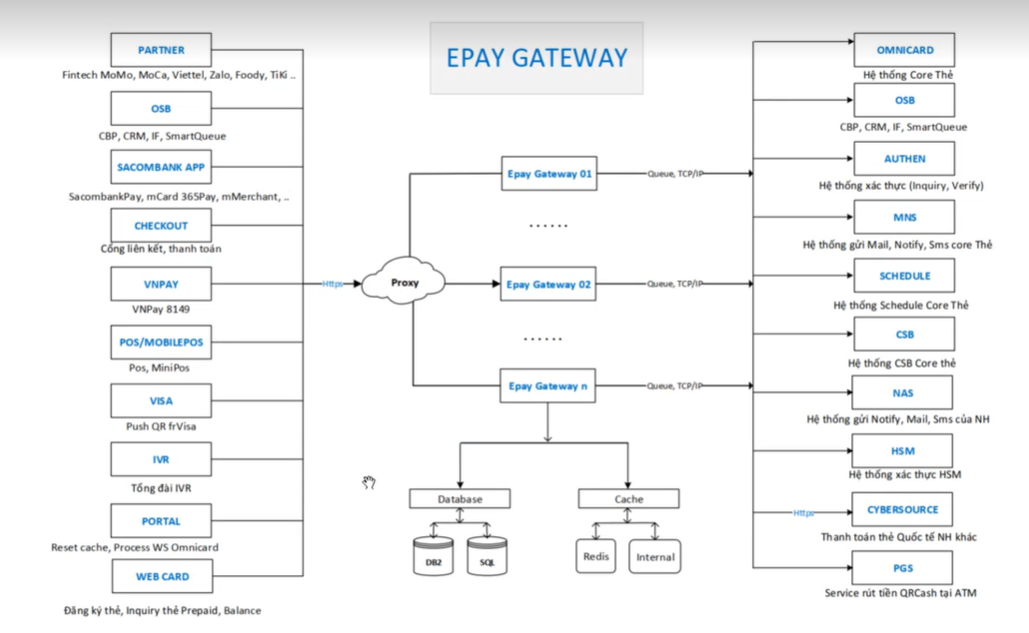 EPAY GATEWAY
PARTNER
Fintech MoMo, MoCa, Viettel, Zalo, Foody, TiKi ..
OSB
CBP, CRM, IF, SmartQueue
SACOMBANK APP
SacombankPay, mCard 365Pay, mMerchant, ..
CHECKOUT
Cổng liên kết, thanh toán
VNPAY
VNPay 8149
POS/MOBILEPOS
Pos, MiniPos
VISA
Push QR frVisa
IVR
Tổng đài IVR
PORTAL
Reset cache, Process WS Omnicard
WEB CARD
Đăng ký thẻ, Inquiry thẻ Prepaid, Balance
Https
Proxy
Epay Gateway 01
Queue, TCP/IP
......
Epay Gateway 02
Queue, TCP/IP
......
Epay Gateway n
Queue, TCP/IP
Database
Cache
DB2
SQL
Redis
Internal
OMNICARD
Hệ thống Core Thẻ
OSB
CBP, CRM, IF, SmartQueue
AUTHEN
Hệ thống xác thực (Inquiry, Verify)
MNS
Hệ thống gửi Mail, Notify, Sms core Thẻ
SCHEDULE
Hệ thống Schedule Core Thẻ
CSB
Hệ thống CSB Core thẻ
NAS
Hệ thống gửi Notify, Mail, Sms của NH
HSM
Hệ thống xác thực HSM
Https
CYBERSOURCE
Thanh toán thẻ Quốc tế NH khác
PGS
Service rút tiền QRCash tại ATM